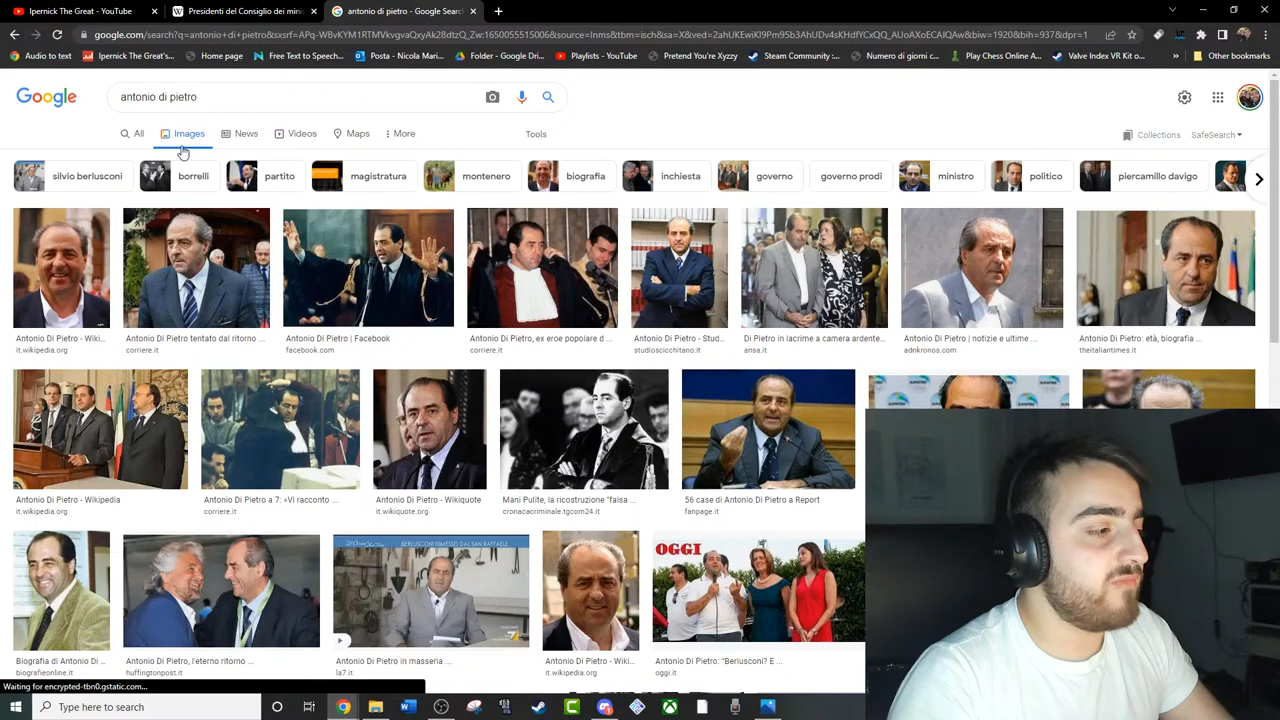 Ipernick The Great - YouTube
Presidenti del Consiglio dei mini
antonio di pietro - Google Searc
google.com/search?q=antonio+di+pietro&sxsrf=
Audio to text
Ipernick The Great's...
Home page
Free Text to Speech...
Posta - Nicola Mari...
Folder - Google Dri...
Playlists - YouTube
Pretend You're Xyzzy
Steam Community :...
Numero di giorni c...
Play Chess Online A...
Valve Index VR Kit o...
»
Other bookmarks
Google
antonio di pietro
All
Images
News
Videos
Maps
More
Tools
Collections
SafeSearch
silvio berlusconi
borrelli
partito
magistratura
montenero
biografia
inchiesta
governo
governo prodi
ministro
politico
piercamillo davigo
Antonio Di Pietro - Wiki...
it.wikipedia.org
Antonio Di Pietro tentato dal ritorno ...
corriere.it
Antonio Di Pietro | Facebook
facebook.com
Antonio Di Pietro, ex eroe popolare d ...
corriere.it
Antonio Di Pietro - Stud...
studioscicchitano.it
Di Pietro in lacrime a camera ardente...
ansa.it
Antonio Di Pietro | notizie e ultime ...
adnkronos.com
Antonio Di Pietro: età, biografia ...
theitaliantimes.it
Antonio Di Pietro - Wikipedia
it.wikipedia.org
Antonio Di Pietro a 7: «Vi racconto ...
corriere.it
Antonio Di Pietro - Wikiquote
it.wikiquote.org
Mani Pulite, la ricostruzione "falsa ...
cronacacriminale.tgcom24.it
56 case di Antonio Di Pietro a Report
fanpage.it
BERLUSCONI DIMESSO DAL SAN RAFFAELE
OGGI
Biografia di Antonio Di ...
biografieonline.it
Antonio Di Pietro, l'eterno ritorno ...
huffingtonpost.it
Antonio Di Pietro in masseria ...
la7.it
Antonio Di Pietro - Wiki...
it.wikipedia.org
Antonio Di Pietro: "Berlusconi? E ...
oggi.it
Waiting for encrypted-tbn0.gstatic.com...
Type here to search